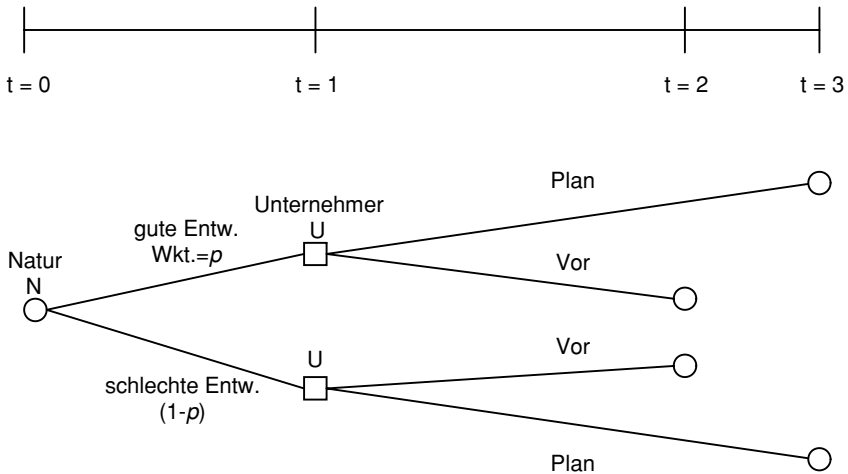 t = 0
t = 1
t = 2
t = 3
Plan
Unternehmer
U
gute Entw.
Wkt.=p
Vor
Natur
N
Vor
U
schlechte Entw.
(1-p)
Plan